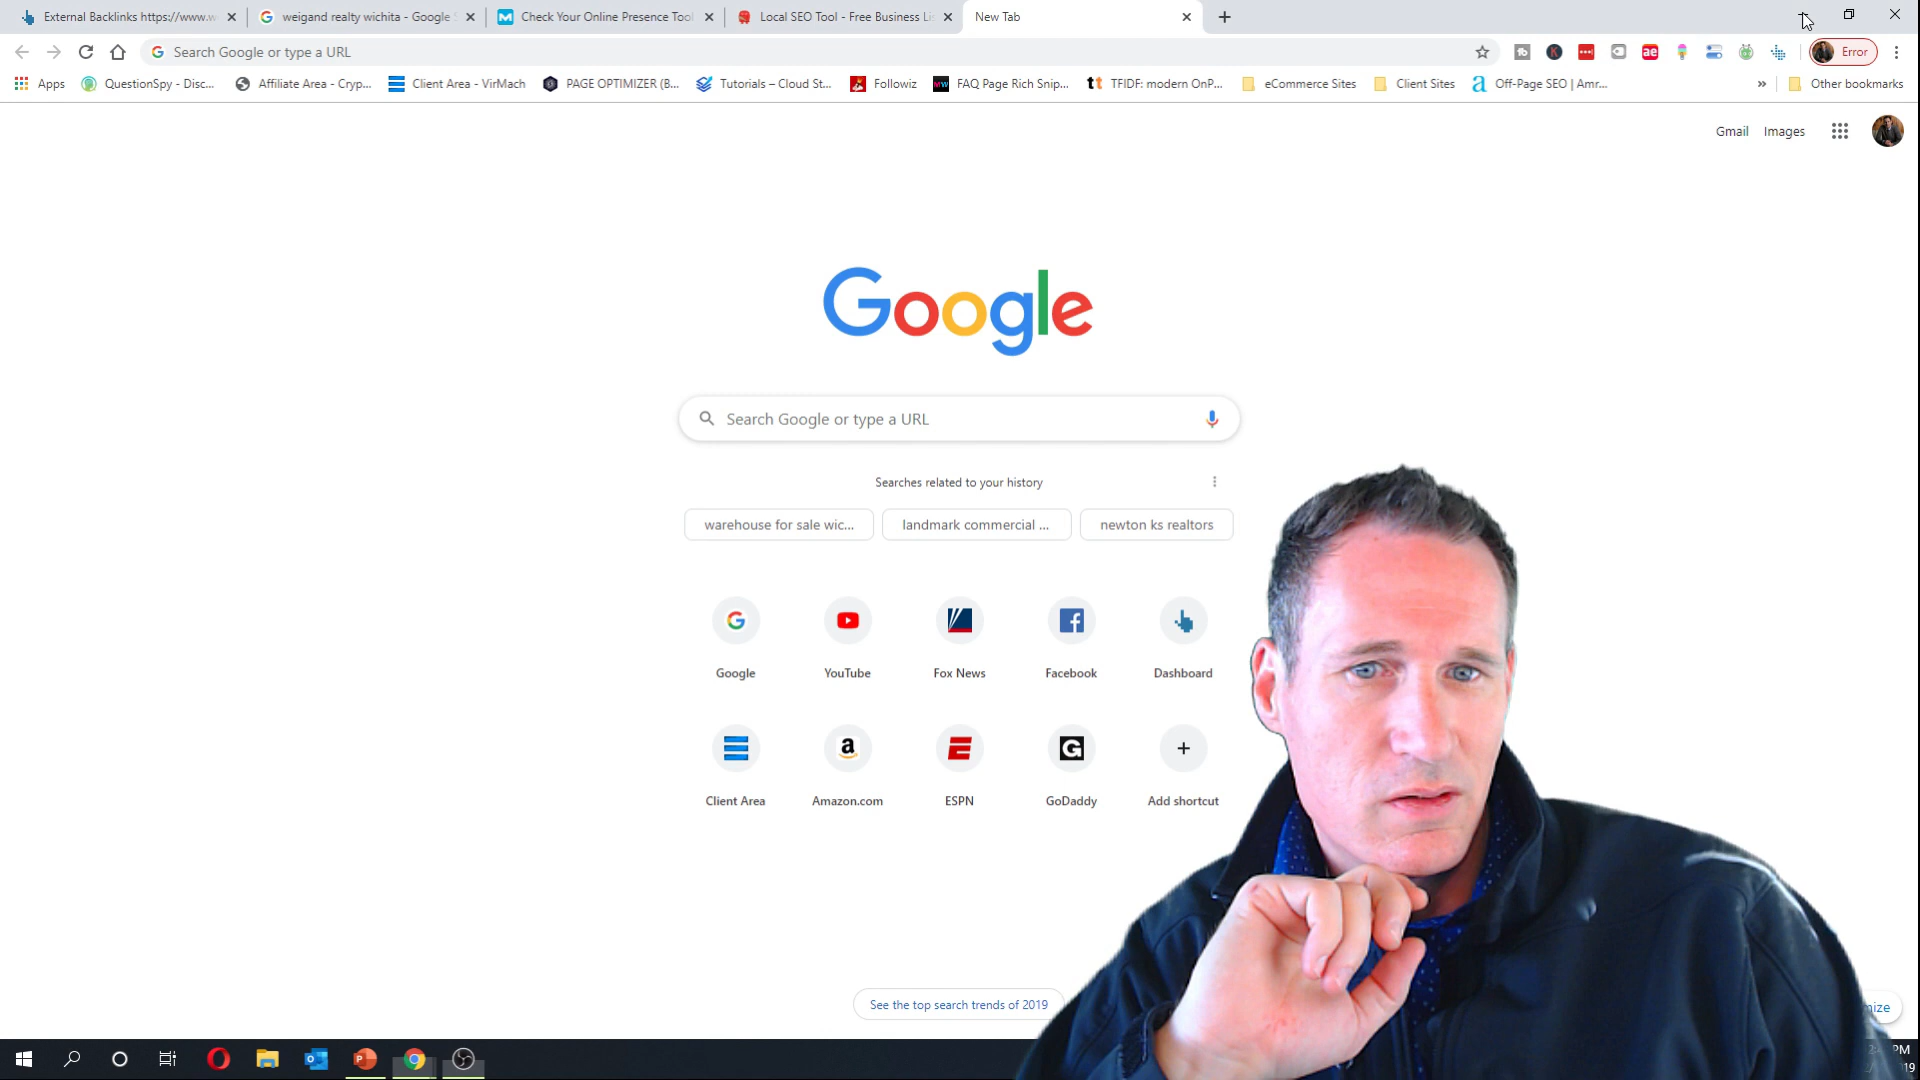 External Backlinks https://www.w
weigand realty wichita - Google S
Check Your Online Presence Tool
Local SEO Tool - Free Business Lis
New Tab
Search Google or type a URL
Error
Apps
QuestionSpy - Disc...
Affiliate Area - Cryp...
Client Area - VirMach
PAGE OPTIMIZER (B...
Tutorials – Cloud St...
Followiz
FAQ Page Rich Snip...
TFIDF: modern OnP...
eCommerce Sites
Client Sites
Off-Page SEO | Amr...
»
Other bookmarks
Gmail
Images
Google
Search Google or type a URL
Searches related to your history
warehouse for sale wic...
landmark commercial ...
newton ks realtors
Google
YouTube
Fox News
Facebook
Dashboard
Client Area
Amazon.com
ESPN
GoDaddy
Add shortcut
See the top search trends of 2019
PM